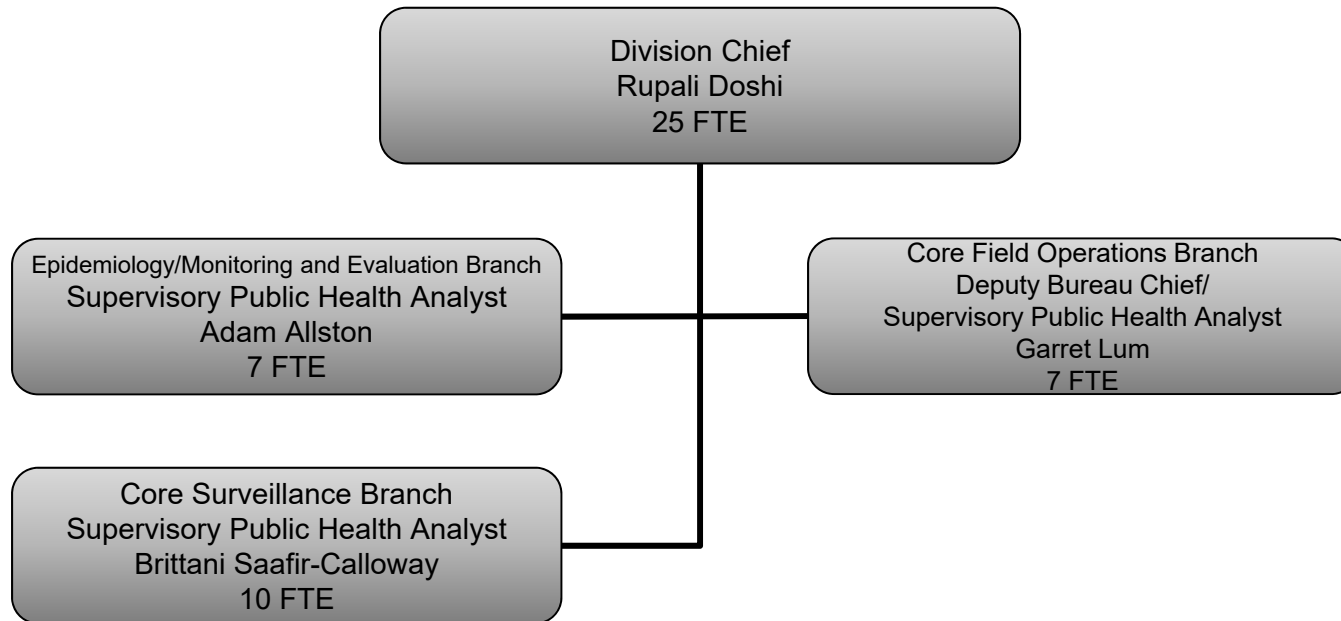 Division Chief
Rupali Doshi
25 FTE
Epidemiology/Monitoring and Evaluation Branch
Supervisory Public Health Analyst
Adam Allston
7 FTE
Core Field Operations Branch
Deputy Bureau Chief/
Supervisory Public Health Analyst
Garret Lum
7 FTE
Core Surveillance Branch
Supervisory Public Health Analyst
Brittani Saafir-Calloway
10 FTE